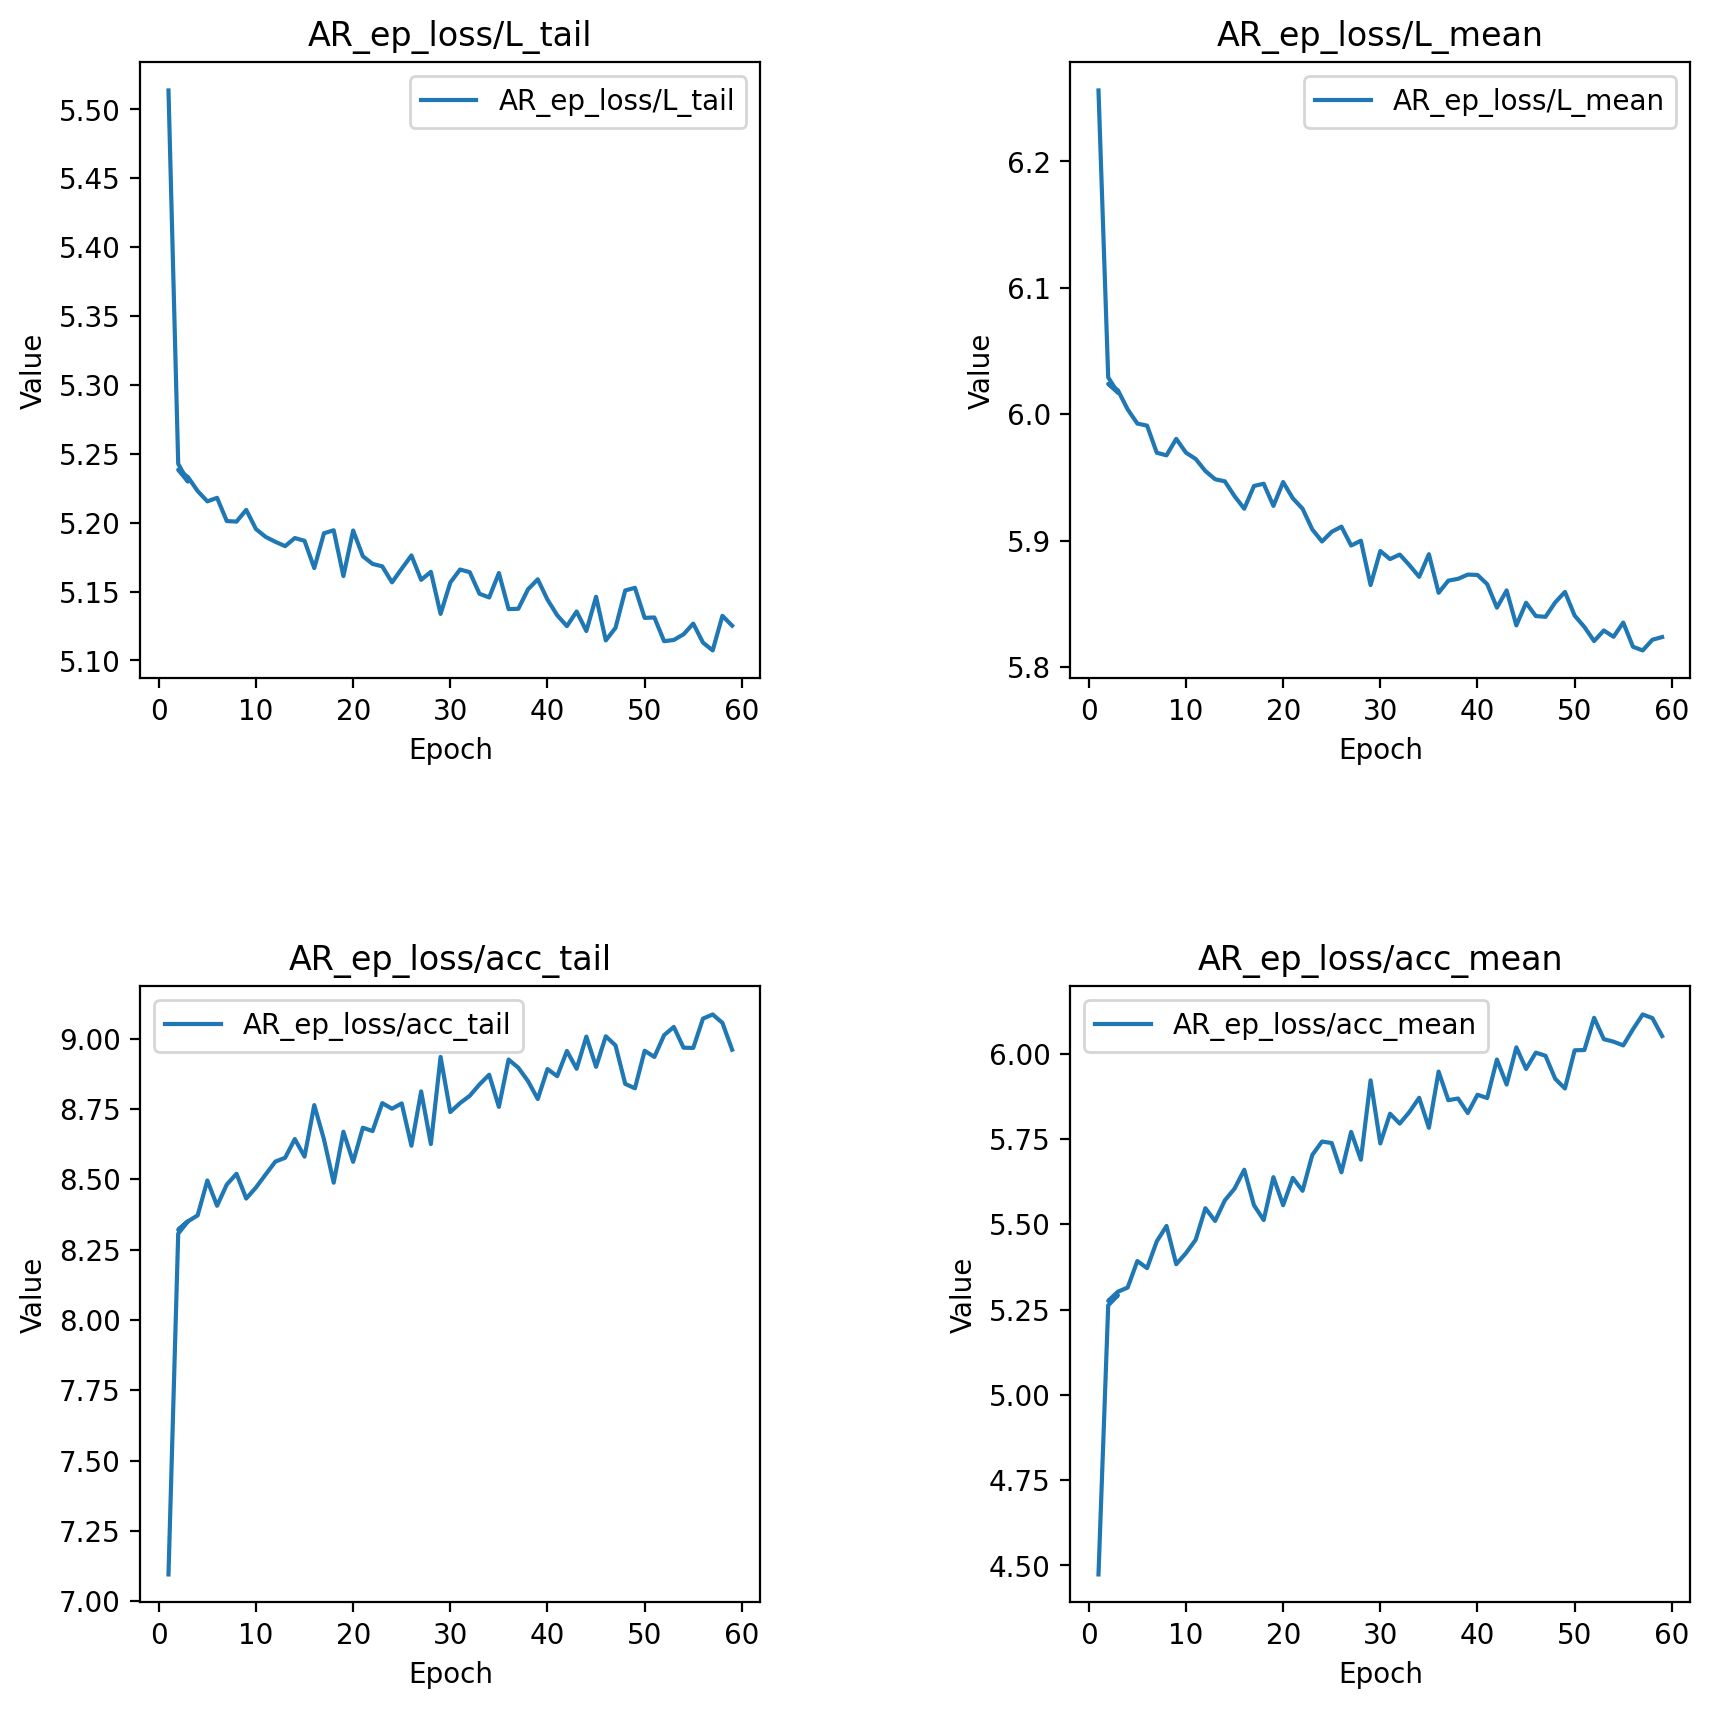 AR_ep_loss/L_tail
AR_ep_loss/L_tail
5.50
5.45
5.40
5.35
5.30
5.25
5.20
5.15
5.10
Value
0 10 20 30 40 50 60
Epoch
AR_ep_loss/L_mean
AR_ep_loss/L_mean
6.2
6.1
6.0
5.9
5.8
Value
0 10 20 30 40 50 60
Epoch
AR_ep_loss/acc_tail
AR_ep_loss/acc_tail
9.00
8.75
8.50
8.25
8.00
7.75
7.50
7.25
7.00
Value
0 10 20 30 40 50 60
Epoch
AR_ep_loss/acc_mean
AR_ep_loss/acc_mean
6.00
5.75
5.50
5.25
5.00
4.75
4.50
Value
0 10 20 30 40 50 60
Epoch